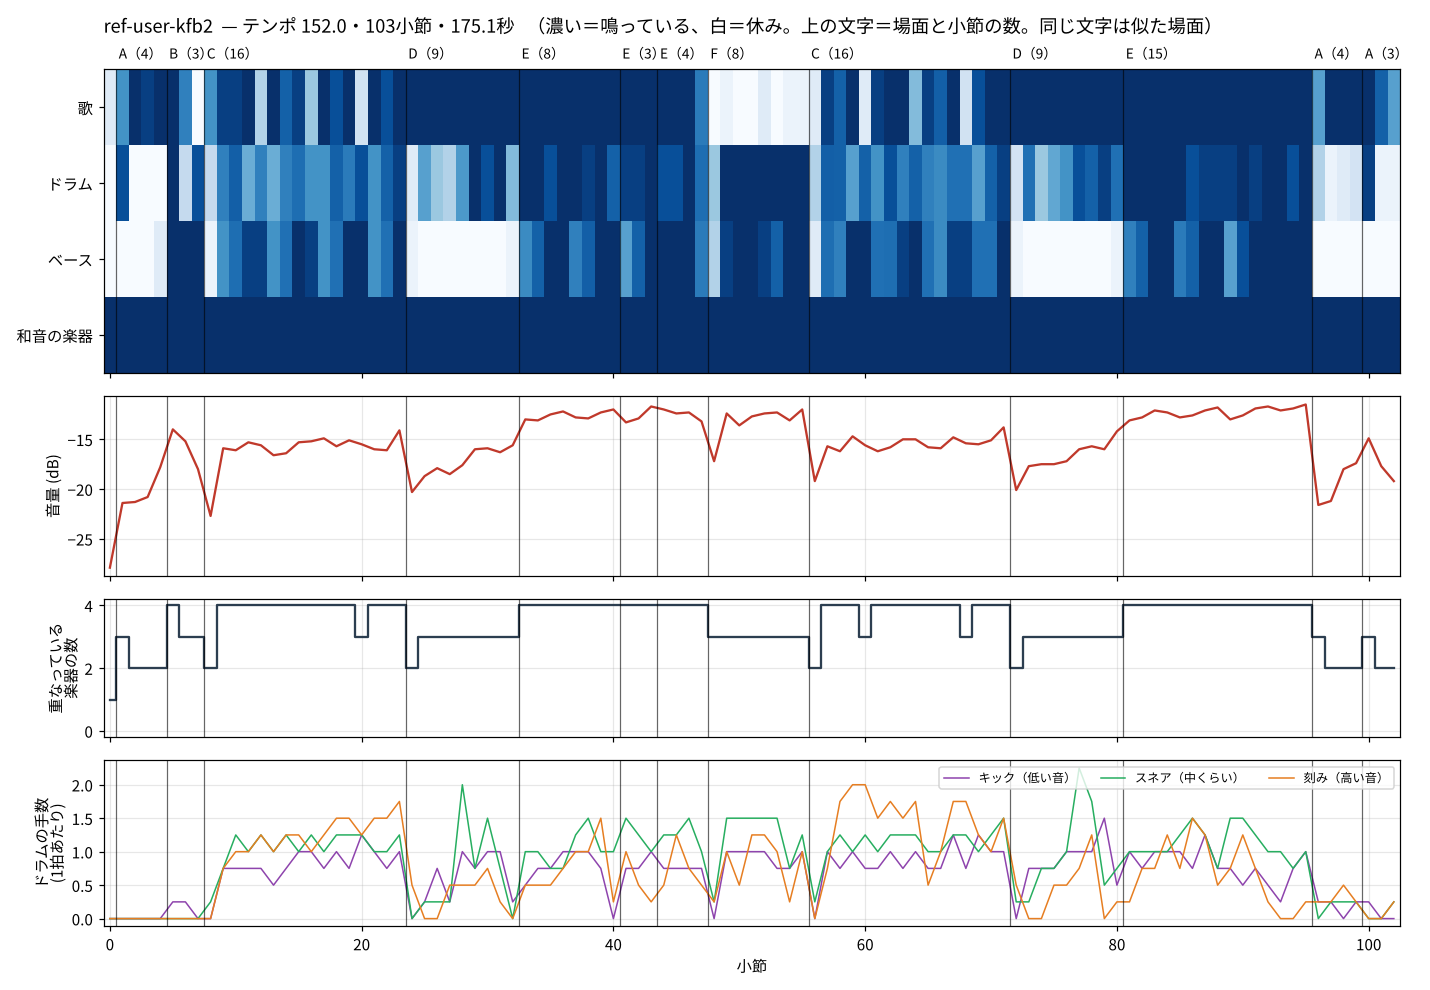 ref-user-kfb2 — テンポ 152.0・103小節・175.1秒 （濃い＝鳴っている、白＝休み。上の文字＝場面と小節の数。同じ文字は似た場面）
A（4） B（3） C（16） D（9） E（8） E（3） E（4） F（8） C（16） D（9） E（15） A（4） A（3）
歌
ドラム
ベース
和音の楽器
音量 (dB)
−15
−20
−25
重なっている
楽器の数
4
2
0
ドラムの手数
(1拍あたり)
2.0
1.5
1.0
0.5
0.0
キック（低い音） スネア（中くらい） 刻み（高い音）
0 20 40 60 80 100
小節